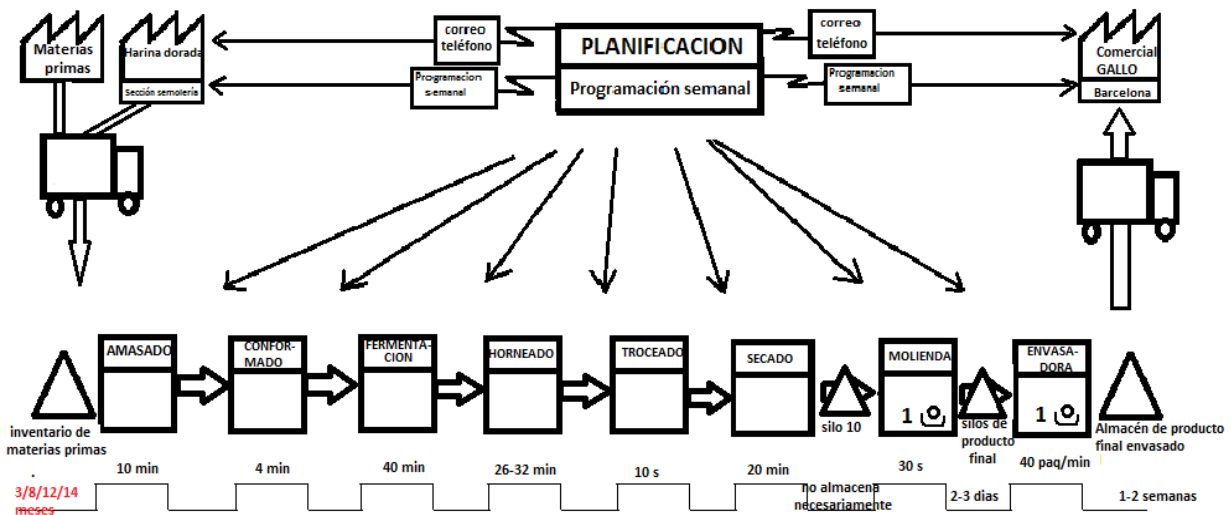 Materias
primas
Harina dorada
Sección semolería
correo
teléfono
Programacion
semanal
PLANIFICACION
Programación semanal
correo
teléfono
Programacion
semanal
Comercial
GALLO
Barcelona
AMASADO
CONFOR-
MADO
FERMENTA-
CION
HORNEADO
TROCEADO
SECADO
MOLIENDA
1
ENVASA-
DORA
1
inventario de
materias primas
silo 10
silos de
producto
final
Almacén de producto
final envasado
.
3/8/12/14
meses
10 min
4 min
40 min
26-32 min
10 s
20 min
no almacena
necesariamente
30 s
2-3 dias
40 paq/min
1-2 semanas